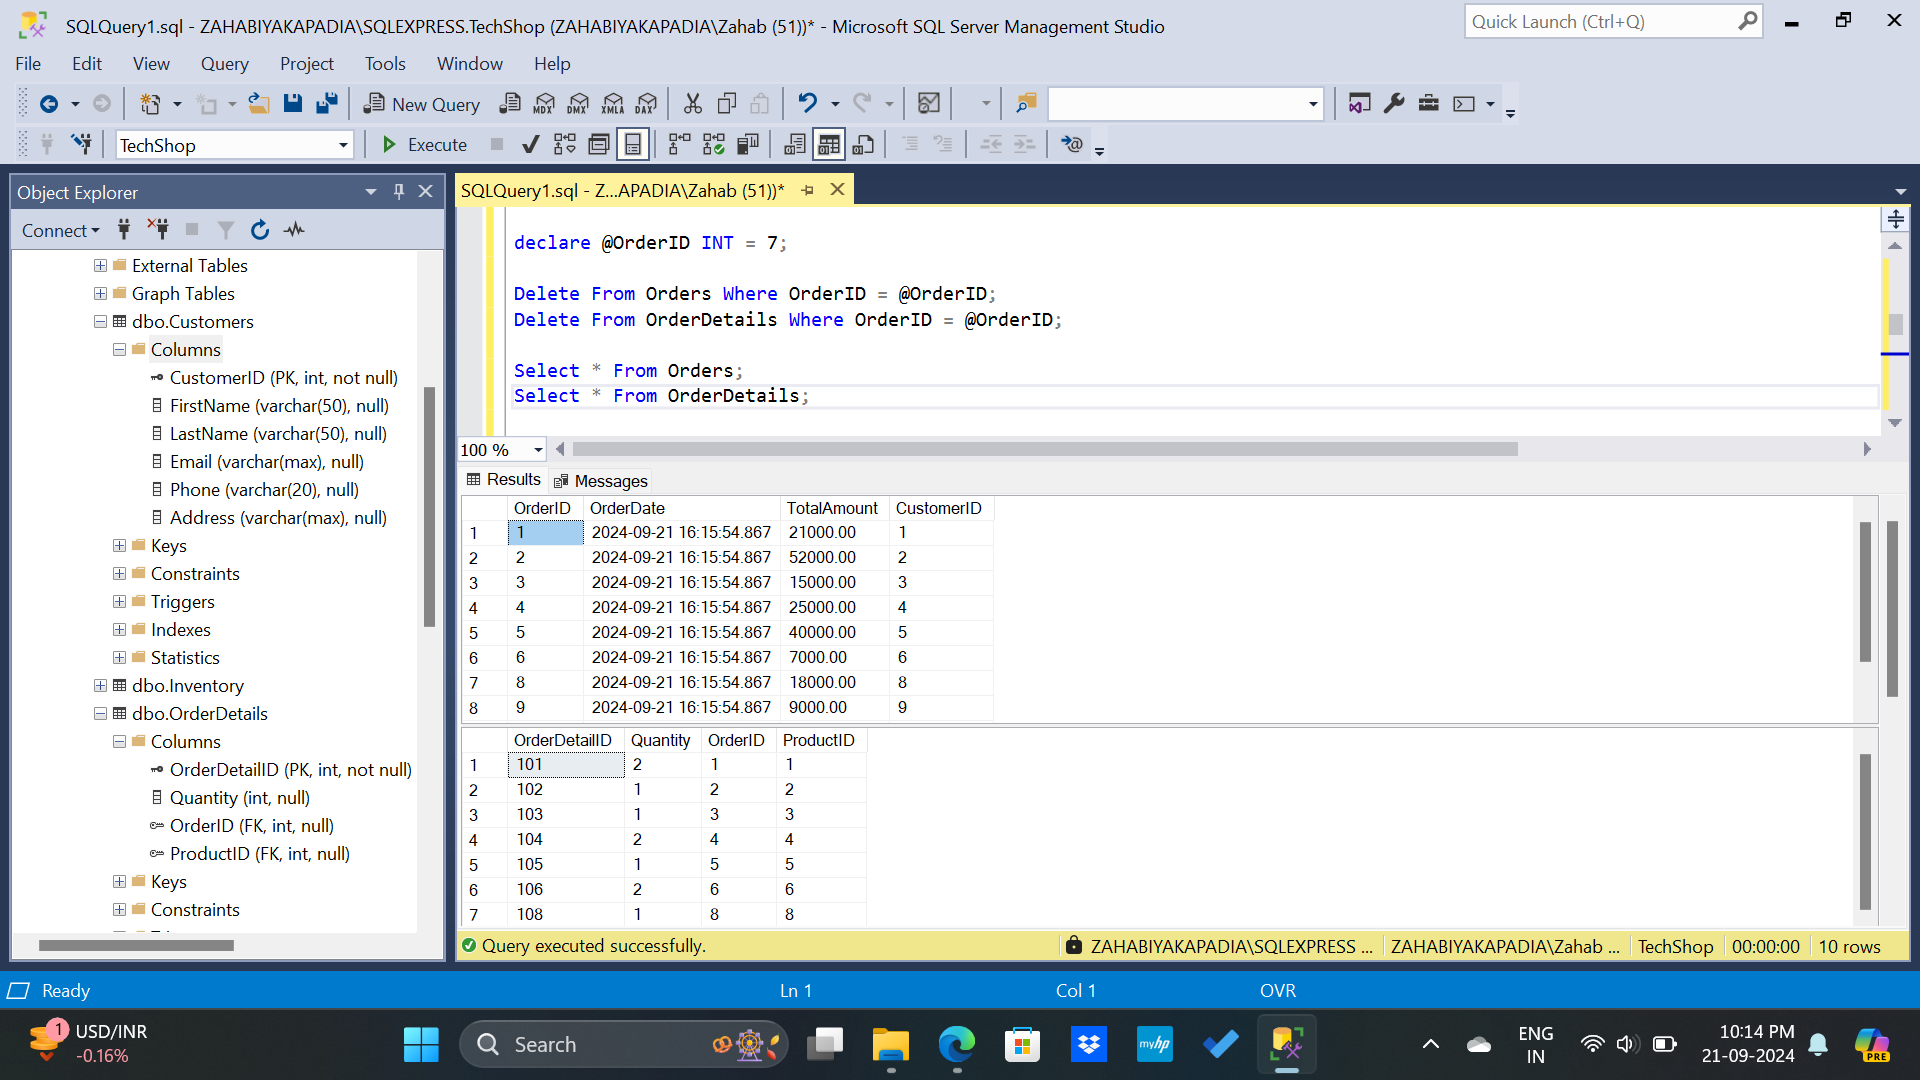 SQLQuery1.sql - ZAHABIYAKAPADIA\SQLEXPRESS.TechShop (ZAHABIYAKAPADIA\Zahab (51))* - Microsoft SQL Server Management Studio
Quick Launch (Ctrl+Q)
File Edit View Query Project Tools Window Help
New Query MDX DMX XMLA DAX
TechShop Execute
Object Explorer
Connect
External Tables
Graph Tables
dbo.Customers
Columns
CustomerID (PK, int, not null)
FirstName (varchar(50), null)
LastName (varchar(50), null)
Email (varchar(max), null)
Phone (varchar(20), null)
Address (varchar(max), null)
Keys
Constraints
Triggers
Indexes
Statistics
dbo.Inventory
dbo.OrderDetails
Columns
OrderDetailID (PK, int, not null)
Quantity (int, null)
OrderID (FK, int, null)
ProductID (FK, int, null)
Keys
Constraints
SQLQuery1.sql - Z...APADIA\Zahab (51))*
declare @OrderID INT = 7;
Delete From Orders Where OrderID = @OrderID;
Delete From OrderDetails Where OrderID = @OrderID;
Select * From Orders;
Select * From OrderDetails;
100 %
Results Messages
OrderID OrderDate TotalAmount CustomerID
1 1 2024-09-21 16:15:54.867 21000.00 1
2 2 2024-09-21 16:15:54.867 52000.00 2
3 3 2024-09-21 16:15:54.867 15000.00 3
4 4 2024-09-21 16:15:54.867 25000.00 4
5 5 2024-09-21 16:15:54.867 40000.00 5
6 6 2024-09-21 16:15:54.867 7000.00 6
7 8 2024-09-21 16:15:54.867 18000.00 8
8 9 2024-09-21 16:15:54.867 9000.00 9
OrderDetailID Quantity OrderID ProductID
1 101 2 1 1
2 102 1 2 2
3 103 1 3 3
4 104 2 4 4
5 105 1 5 5
6 106 2 6 6
7 108 1 8 8
Query executed successfully. ZAHABIYAKAPADIA\SQLEXPRESS ... ZAHABIYAKAPADIA\Zahab ... TechShop 00:00:00 10 rows
Ready Ln 1 Col 1 OVR
1 USD/INR
-0.16%
Search
myhp
ENG
IN
10:14 PM
21-09-2024
PRE